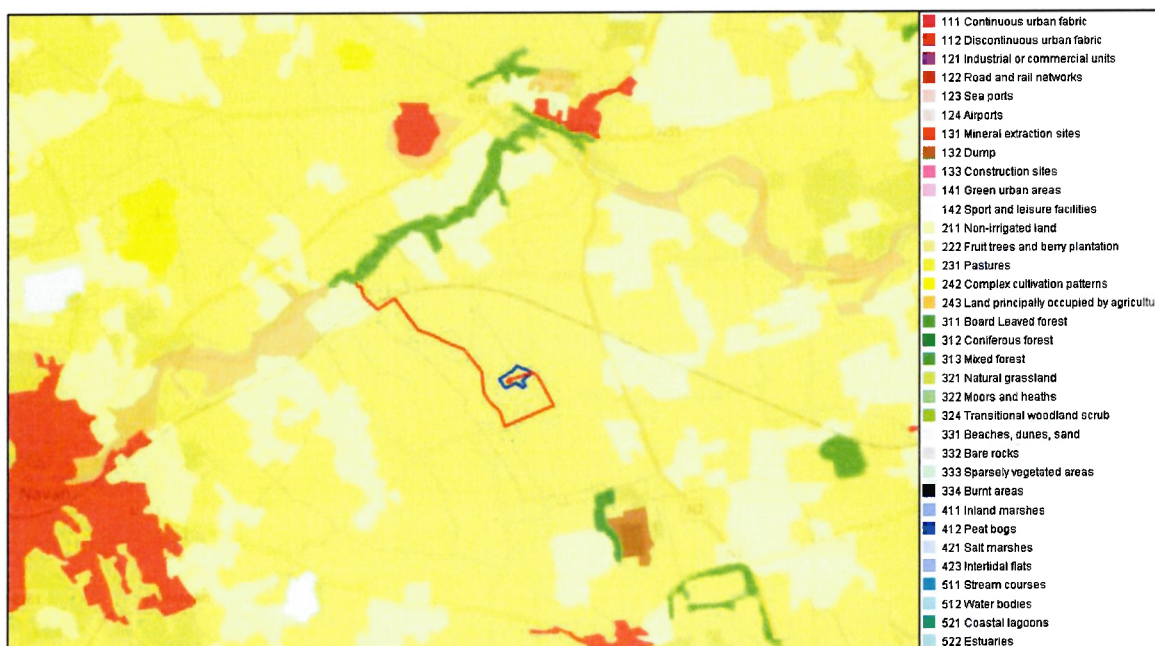 111 Continuous urban fabric
112 Discontinuous urban fabric
121 Industrial or commercial units
122 Road and rail networks
123 Sea ports
124 Airports
131 Mineral extraction sites
132 Dump
133 Construction sites
141 Green urban areas
142 Sport and leisure facilities
211 Non-irrigated land
222 Fruit trees and berry plantation
231 Pastures
242 Complex cultivation patterns
243 Land principally occupied by agricultu
311 Board Leaved forest
312 Coniferous forest
313 Mixed forest
321 Natural grassland
322 Moors and heaths
324 Transitional woodland scrub
331 Beaches, dunes, sand
332 Bare rocks
333 Sparsely vegetated areas
334 Burnt areas
411 Inland marshes
412 Peat bogs
421 Salt marshes
423 Intertidal flats
511 Stream courses
512 Water bodies
521 Coastal lagoons
522 Estuaries
N2